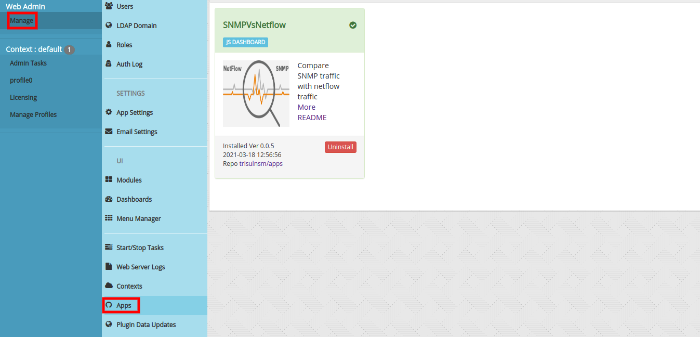 Web Admin
Manage
Context : default 1
Admin Tasks
profile0
Licensing
Manage Profiles
Users
LDAP Domain
Roles
Auth Log
SETTINGS
App Settings
Email Settings
UI
Modules
Dashboards
Menu Manager
Start/Stop Tasks
Web Server Logs
Contexts
Apps
Plugin Data Updates
SNMPVsNetflow
JS DASHBOARD
NetFlow SNMP
Compare
SNMP traffic
with netflow
traffic
More
README
Installed Ver 0.0.5
2021-03-18 12:56:56
Repo trisulnsm/apps
Uninstall